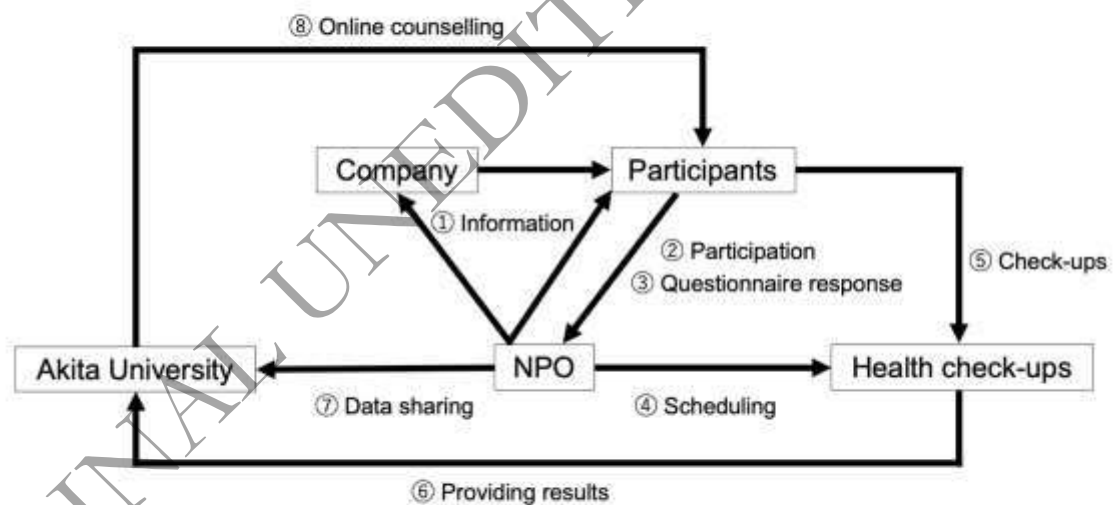 ⑧ Online counselling
Company
Participants
① Information
② Participation
③ Questionnaire response
⑤ Check-ups
Akita University
NPO
Health check-ups
⑦ Data sharing
④ Scheduling
⑥ Providing results